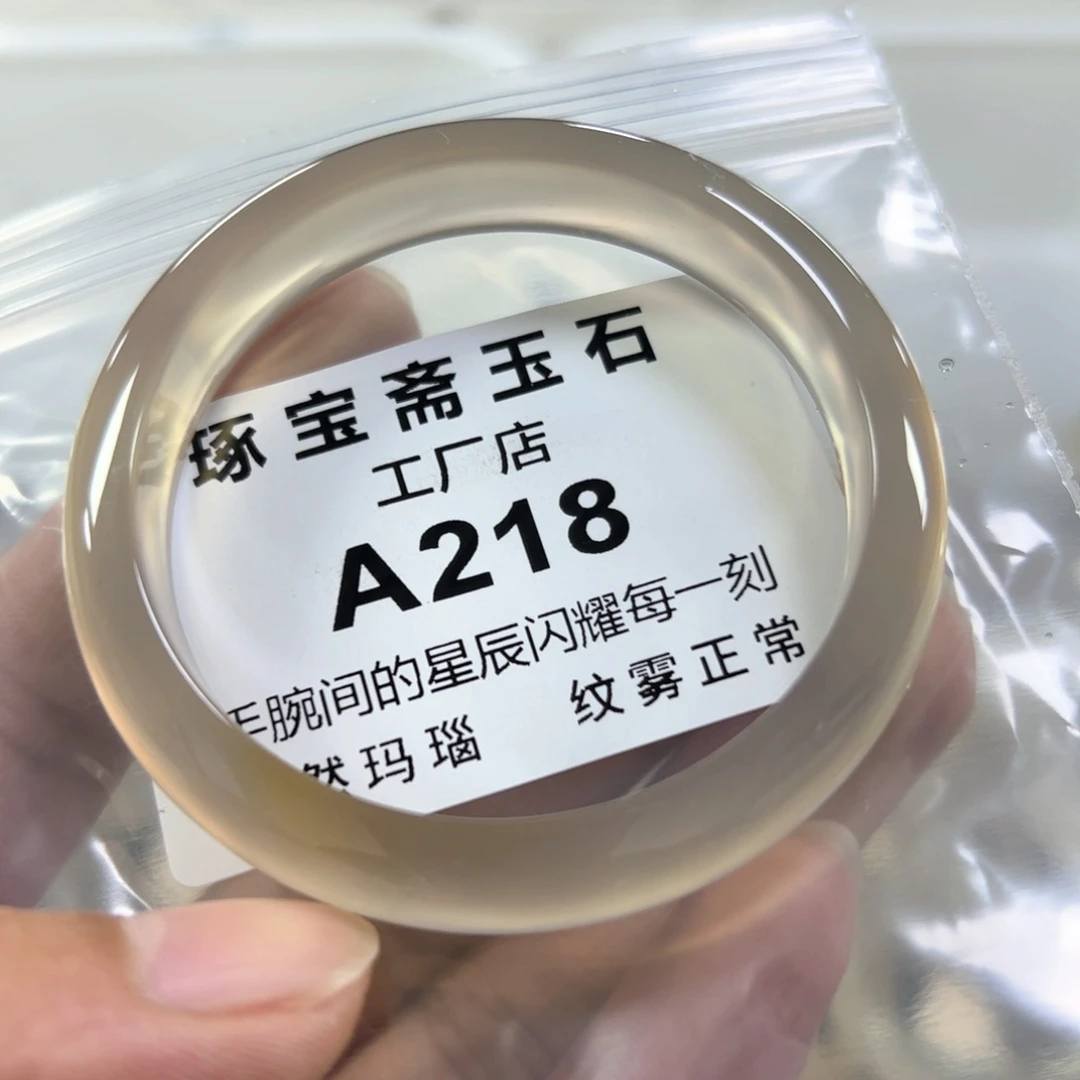 琢宝斋玉石
工厂店
A218
手腕间的星辰闪耀每一刻
然玛瑙 纹雾正常